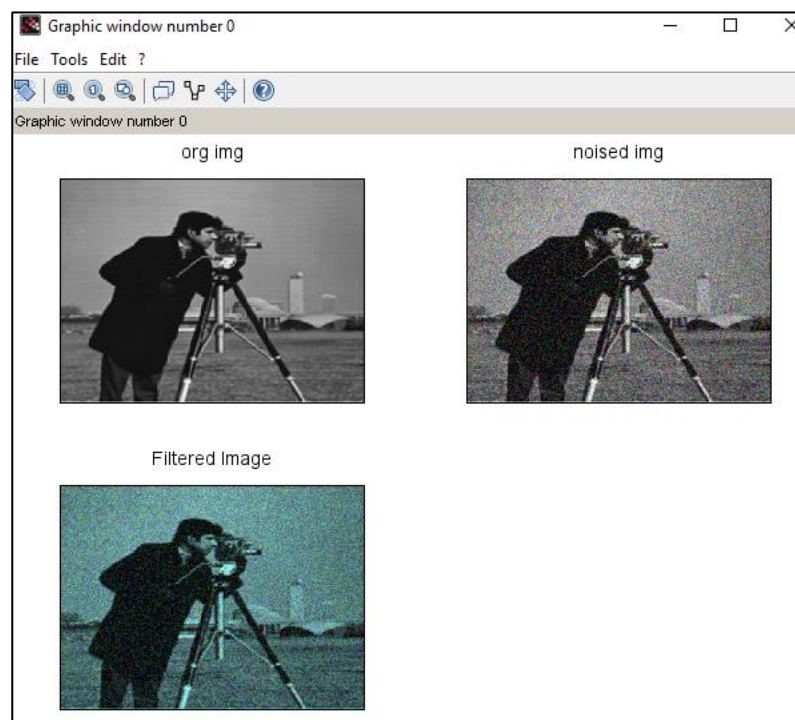 Graphic window number 0
File Tools Edit ?
Graphic window number 0
org img
noised img
Filtered Image